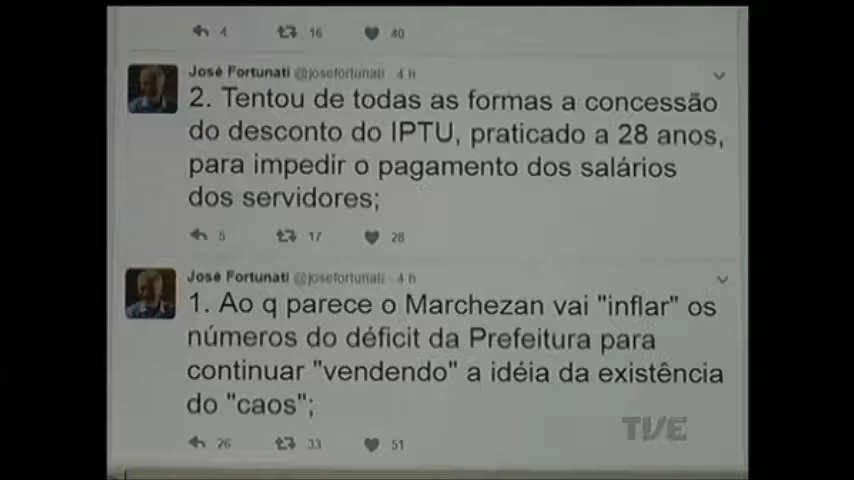 4 16 40
José Fortunati @josefortunati · 4 h
2. Tentou de todas as formas a concessão
do desconto do IPTU, praticado a 28 anos,
para impedir o pagamento dos salários
dos servidores;
5 17 28
José Fortunati @josefortunati · 4 h
1. Ao q parece o Marchezan vai "inflar" os
números do déficit da Prefeitura para
continuar "vendendo" a idéia da existência
do "caos";
TVE
26 33 51